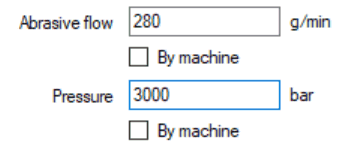 Abrasive flow 280 g/min
By machine
Pressure 3000 bar
By machine